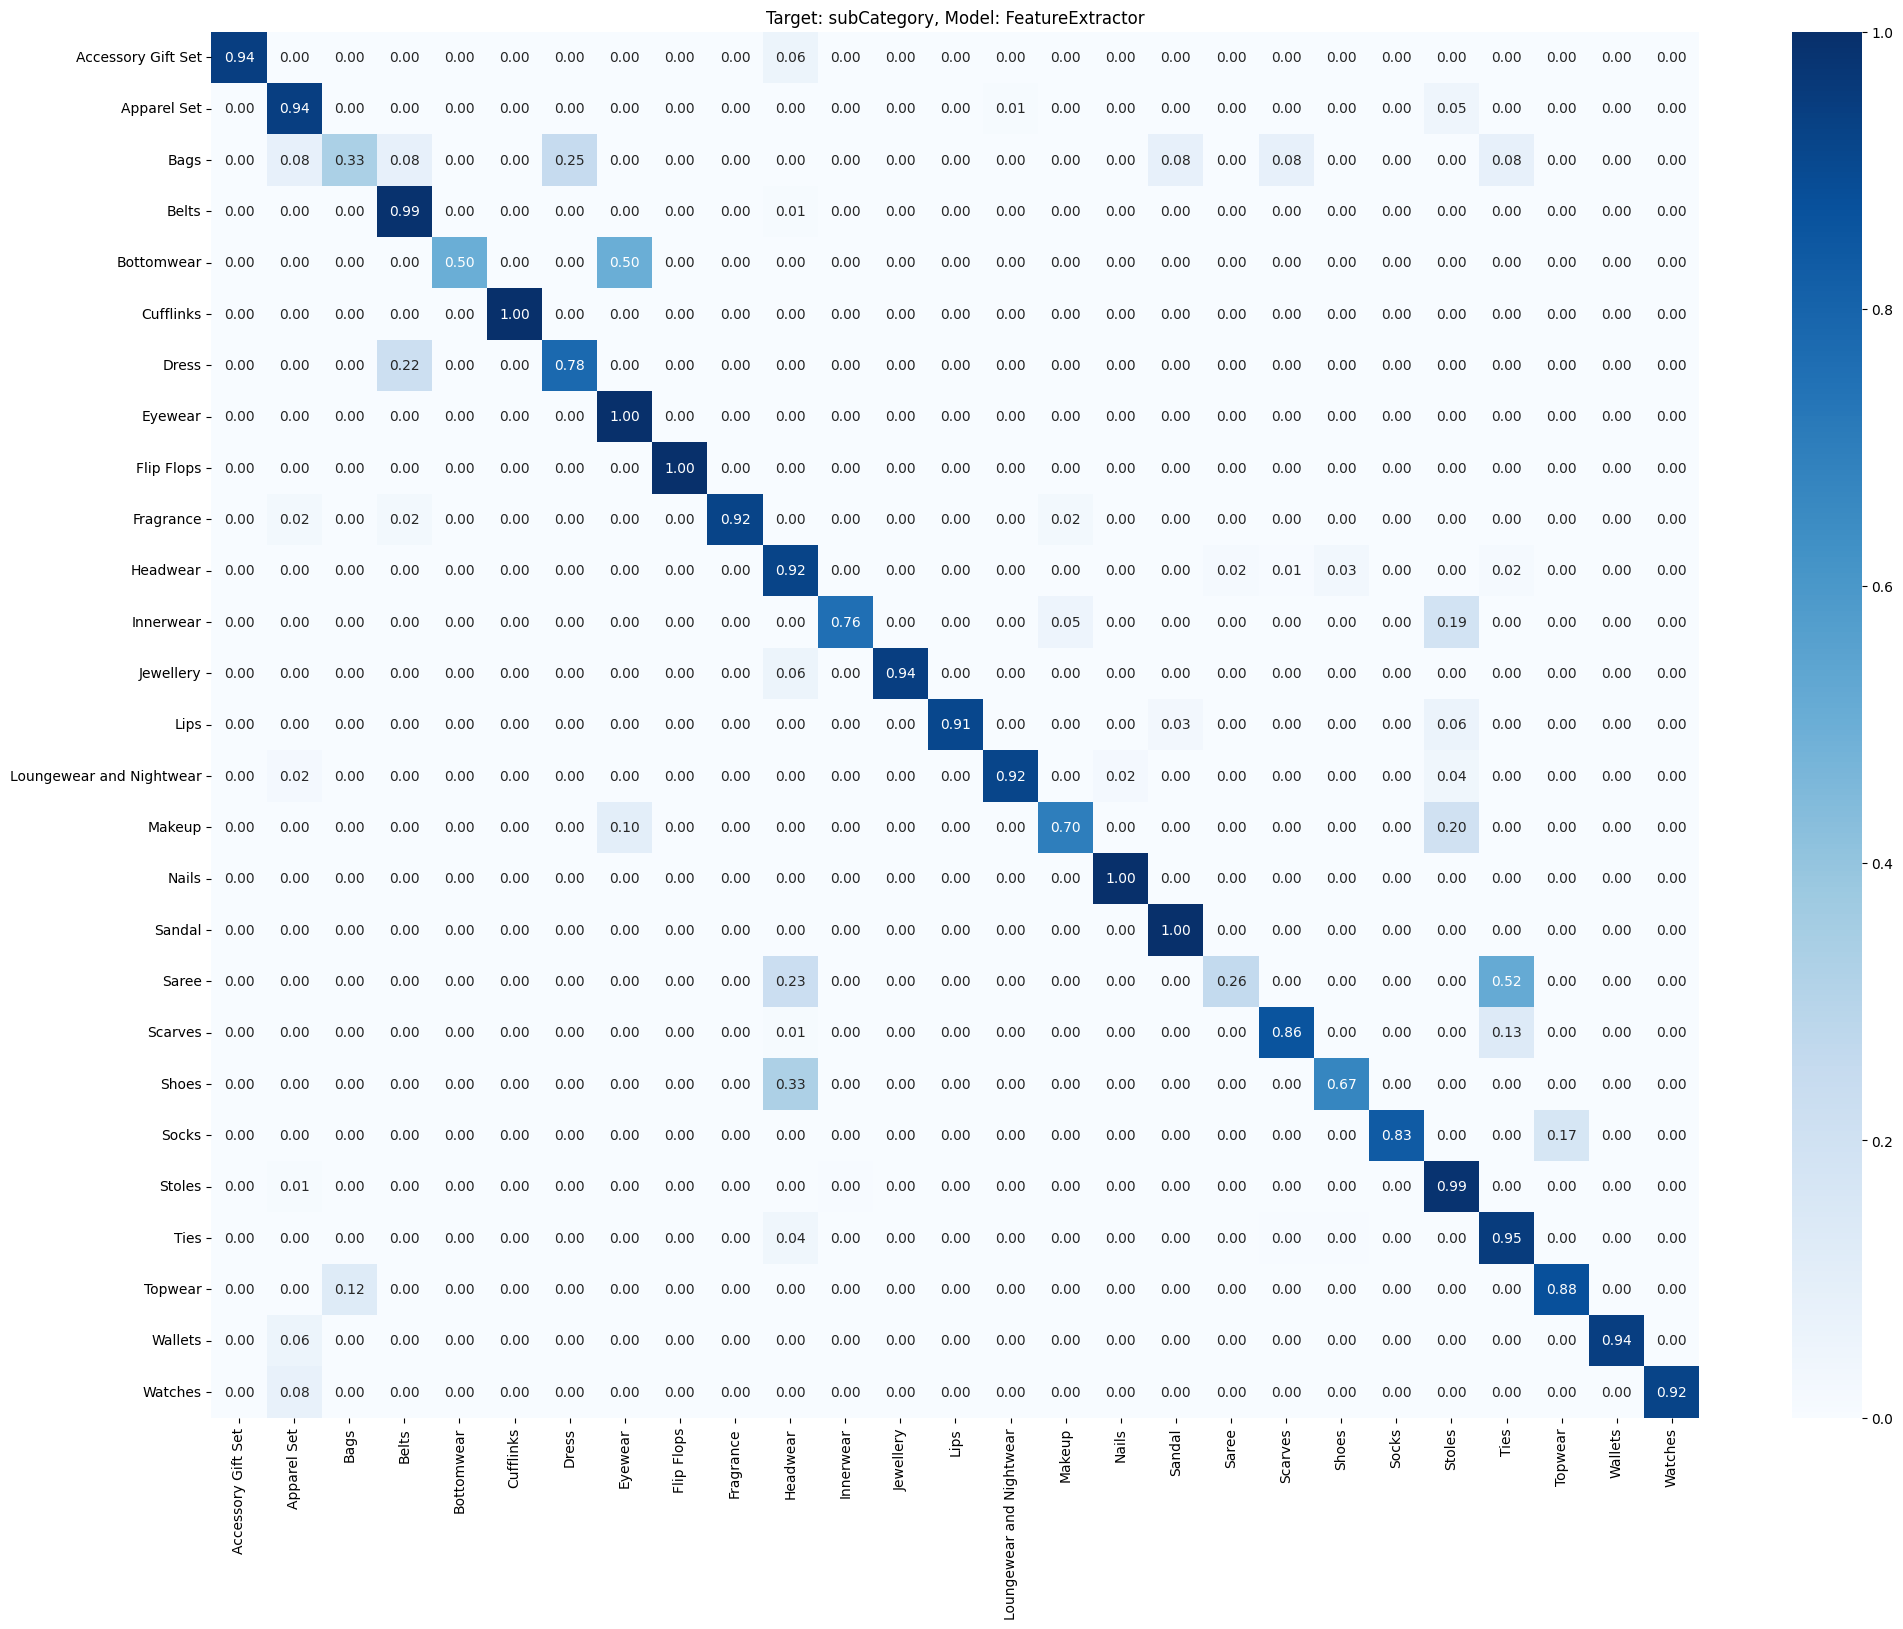 Target: subCategory, Model: FeatureExtractor
Accessory Gift Set 0.94 0.00 0.00 0.00 0.00 0.00 0.00 0.00 0.00 0.00 0.06 0.00 0.00 0.00 0.00 0.00 0.00 0.00 0.00 0.00 0.00 0.00 0.00 0.00 0.00 0.00 0.00 1.0
Apparel Set 0.00 0.94 0.00 0.00 0.00 0.00 0.00 0.00 0.00 0.00 0.00 0.00 0.00 0.00 0.01 0.00 0.00 0.00 0.00 0.00 0.00 0.00 0.05 0.00 0.00 0.00 0.00
Bags 0.00 0.08 0.33 0.08 0.00 0.00 0.25 0.00 0.00 0.00 0.00 0.00 0.00 0.00 0.00 0.00 0.00 0.08 0.00 0.08 0.00 0.00 0.00 0.08 0.00 0.00 0.00
Belts 0.00 0.00 0.00 0.99 0.00 0.00 0.00 0.00 0.00 0.00 0.01 0.00 0.00 0.00 0.00 0.00 0.00 0.00 0.00 0.00 0.00 0.00 0.00 0.00 0.00 0.00 0.00
Bottomwear 0.00 0.00 0.00 0.00 0.50 0.00 0.00 0.50 0.00 0.00 0.00 0.00 0.00 0.00 0.00 0.00 0.00 0.00 0.00 0.00 0.00 0.00 0.00 0.00 0.00 0.00 0.00
Cufflinks 0.00 0.00 0.00 0.00 0.00 1.00 0.00 0.00 0.00 0.00 0.00 0.00 0.00 0.00 0.00 0.00 0.00 0.00 0.00 0.00 0.00 0.00 0.00 0.00 0.00 0.00 0.00 0.8
Dress 0.00 0.00 0.00 0.22 0.00 0.00 0.78 0.00 0.00 0.00 0.00 0.00 0.00 0.00 0.00 0.00 0.00 0.00 0.00 0.00 0.00 0.00 0.00 0.00 0.00 0.00 0.00
Eyewear 0.00 0.00 0.00 0.00 0.00 0.00 0.00 1.00 0.00 0.00 0.00 0.00 0.00 0.00 0.00 0.00 0.00 0.00 0.00 0.00 0.00 0.00 0.00 0.00 0.00 0.00 0.00
Flip Flops 0.00 0.00 0.00 0.00 0.00 0.00 0.00 0.00 1.00 0.00 0.00 0.00 0.00 0.00 0.00 0.00 0.00 0.00 0.00 0.00 0.00 0.00 0.00 0.00 0.00 0.00 0.00
Fragrance 0.00 0.02 0.00 0.02 0.00 0.00 0.00 0.00 0.00 0.92 0.00 0.00 0.00 0.00 0.00 0.02 0.00 0.00 0.00 0.00 0.00 0.00 0.00 0.00 0.00 0.00 0.00
Headwear 0.00 0.00 0.00 0.00 0.00 0.00 0.00 0.00 0.00 0.00 0.92 0.00 0.00 0.00 0.00 0.00 0.00 0.00 0.02 0.01 0.03 0.00 0.00 0.02 0.00 0.00 0.00 0.6
Innerwear 0.00 0.00 0.00 0.00 0.00 0.00 0.00 0.00 0.00 0.00 0.00 0.76 0.00 0.00 0.00 0.05 0.00 0.00 0.00 0.00 0.00 0.00 0.19 0.00 0.00 0.00 0.00
Jewellery 0.00 0.00 0.00 0.00 0.00 0.00 0.00 0.00 0.00 0.00 0.06 0.00 0.94 0.00 0.00 0.00 0.00 0.00 0.00 0.00 0.00 0.00 0.00 0.00 0.00 0.00 0.00
Lips 0.00 0.00 0.00 0.00 0.00 0.00 0.00 0.00 0.00 0.00 0.00 0.00 0.00 0.91 0.00 0.00 0.00 0.03 0.00 0.00 0.00 0.00 0.06 0.00 0.00 0.00 0.00
Loungewear and Nightwear 0.00 0.02 0.00 0.00 0.00 0.00 0.00 0.00 0.00 0.00 0.00 0.00 0.00 0.00 0.92 0.00 0.02 0.00 0.00 0.00 0.00 0.00 0.04 0.00 0.00 0.00 0.00
Makeup 0.00 0.00 0.00 0.00 0.00 0.00 0.00 0.10 0.00 0.00 0.00 0.00 0.00 0.00 0.00 0.70 0.00 0.00 0.00 0.00 0.00 0.00 0.20 0.00 0.00 0.00 0.00 0.4
Nails 0.00 0.00 0.00 0.00 0.00 0.00 0.00 0.00 0.00 0.00 0.00 0.00 0.00 0.00 0.00 0.00 1.00 0.00 0.00 0.00 0.00 0.00 0.00 0.00 0.00 0.00 0.00
Sandal 0.00 0.00 0.00 0.00 0.00 0.00 0.00 0.00 0.00 0.00 0.00 0.00 0.00 0.00 0.00 0.00 0.00 1.00 0.00 0.00 0.00 0.00 0.00 0.00 0.00 0.00 0.00
Saree 0.00 0.00 0.00 0.00 0.00 0.00 0.00 0.00 0.00 0.00 0.23 0.00 0.00 0.00 0.00 0.00 0.00 0.00 0.26 0.00 0.00 0.00 0.00 0.52 0.00 0.00 0.00
Scarves 0.00 0.00 0.00 0.00 0.00 0.00 0.00 0.00 0.00 0.00 0.01 0.00 0.00 0.00 0.00 0.00 0.00 0.00 0.00 0.86 0.00 0.00 0.00 0.13 0.00 0.00 0.00
Shoes 0.00 0.00 0.00 0.00 0.00 0.00 0.00 0.00 0.00 0.00 0.33 0.00 0.00 0.00 0.00 0.00 0.00 0.00 0.00 0.00 0.67 0.00 0.00 0.00 0.00 0.00 0.00
Socks 0.00 0.00 0.00 0.00 0.00 0.00 0.00 0.00 0.00 0.00 0.00 0.00 0.00 0.00 0.00 0.00 0.00 0.00 0.00 0.00 0.00 0.83 0.00 0.00 0.17 0.00 0.00 0.2
Stoles 0.00 0.01 0.00 0.00 0.00 0.00 0.00 0.00 0.00 0.00 0.00 0.00 0.00 0.00 0.00 0.00 0.00 0.00 0.00 0.00 0.00 0.00 0.99 0.00 0.00 0.00 0.00
Ties 0.00 0.00 0.00 0.00 0.00 0.00 0.00 0.00 0.00 0.00 0.04 0.00 0.00 0.00 0.00 0.00 0.00 0.00 0.00 0.00 0.00 0.00 0.00 0.95 0.00 0.00 0.00
Topwear 0.00 0.00 0.12 0.00 0.00 0.00 0.00 0.00 0.00 0.00 0.00 0.00 0.00 0.00 0.00 0.00 0.00 0.00 0.00 0.00 0.00 0.00 0.00 0.00 0.88 0.00 0.00
Wallets 0.00 0.06 0.00 0.00 0.00 0.00 0.00 0.00 0.00 0.00 0.00 0.00 0.00 0.00 0.00 0.00 0.00 0.00 0.00 0.00 0.00 0.00 0.00 0.00 0.00 0.94 0.00
Watches 0.00 0.08 0.00 0.00 0.00 0.00 0.00 0.00 0.00 0.00 0.00 0.00 0.00 0.00 0.00 0.00 0.00 0.00 0.00 0.00 0.00 0.00 0.00 0.00 0.00 0.00 0.92 0.0
Accessory Gift Set
Apparel Set
Bags
Belts
Bottomwear
Cufflinks
Dress
Eyewear
Flip Flops
Fragrance
Headwear
Innerwear
Jewellery
Lips
Loungewear and Nightwear
Makeup
Nails
Sandal
Saree
Scarves
Shoes
Socks
Stoles
Ties
Topwear
Wallets
Watches